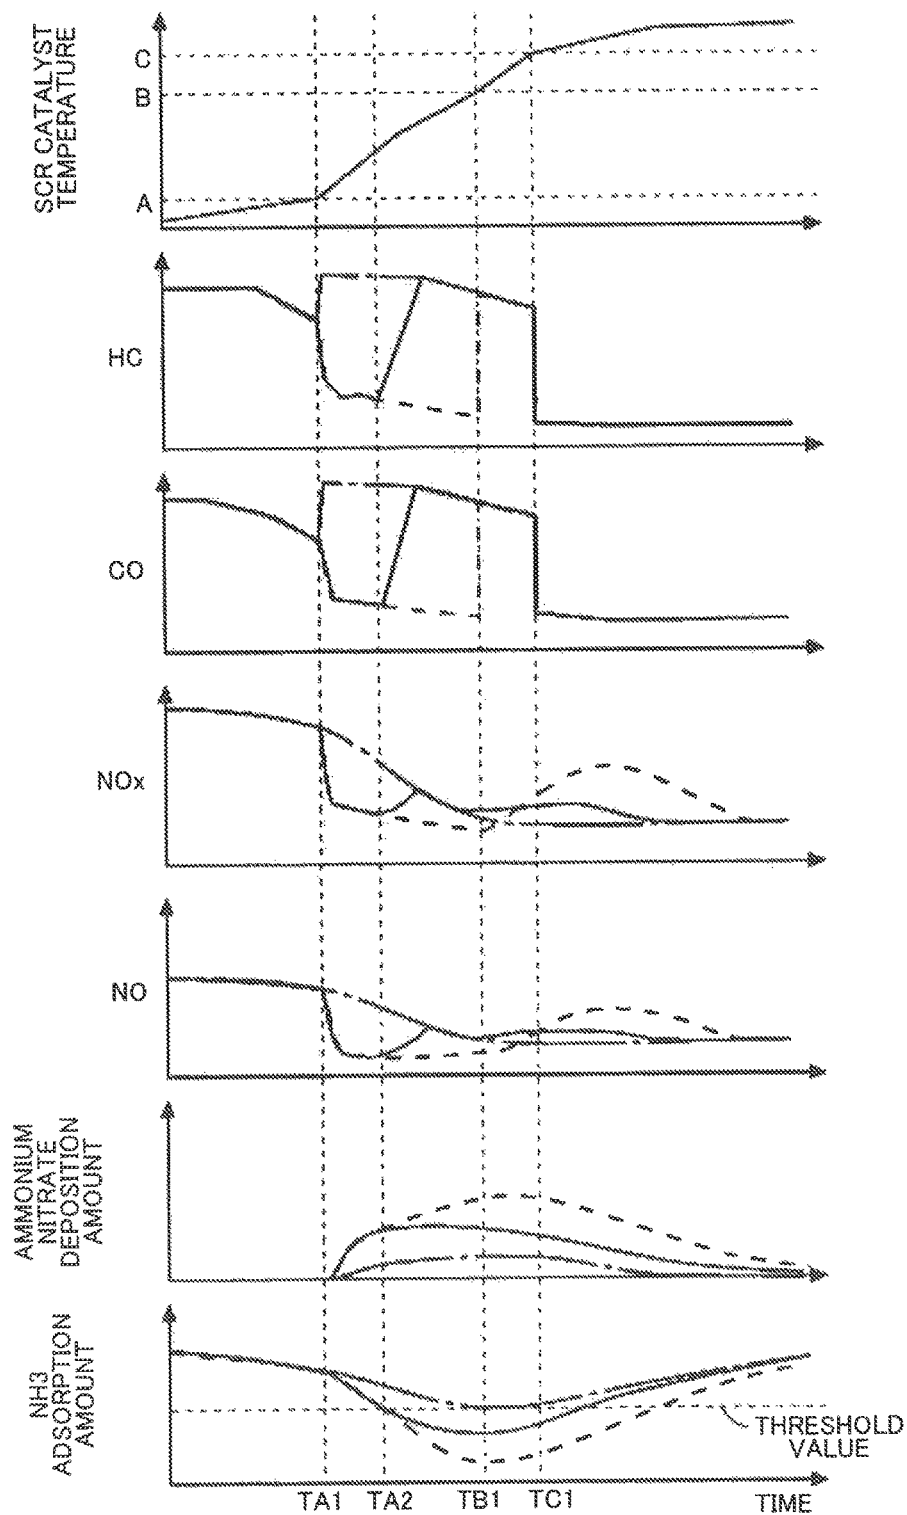 SCR CATALYST
TEMPERATURE
C
B
A
HC
CO
NOx
NO
AMMONIUM
NITRATE
DEPOSITION
AMOUNT
NH3
ADSORPTION
AMOUNT
THRESHOLD
VALUE
TA1
TA2
TB1
TC1
TIME